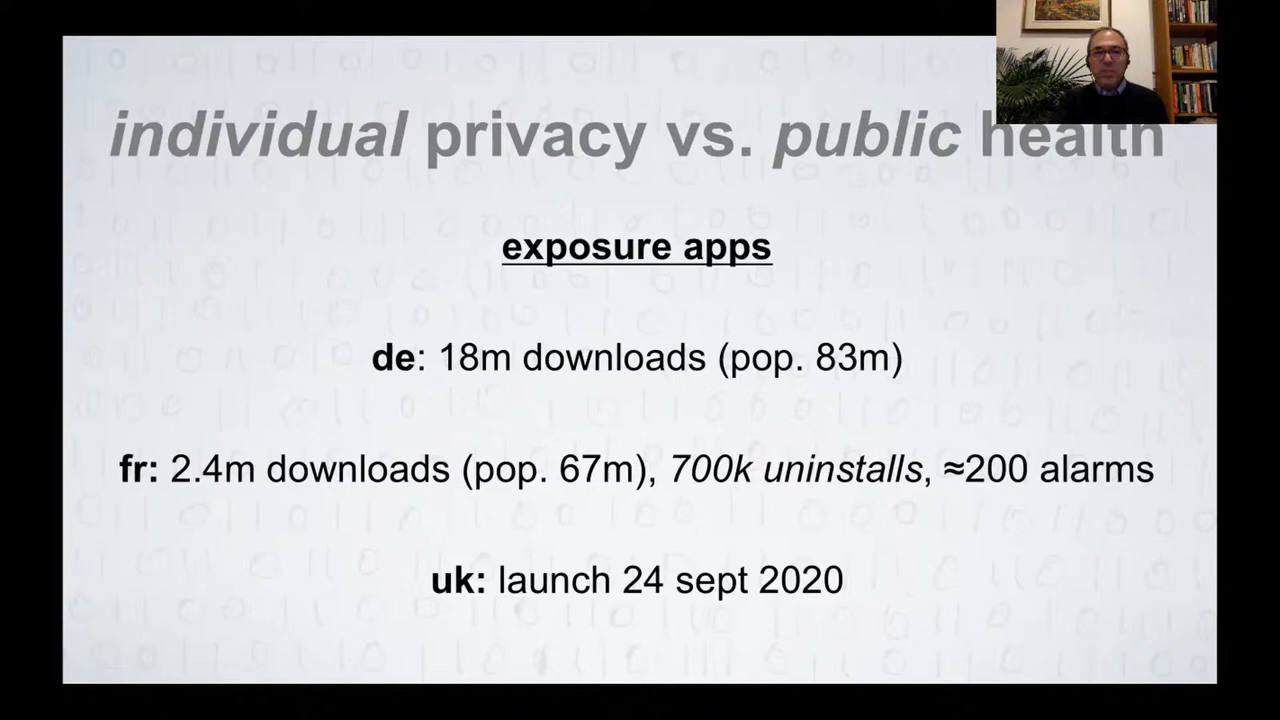 individual privacy vs. public health
exposure apps
de: 18m downloads (pop. 83m)
fr: 2.4m downloads (pop. 67m), 700k uninstalls, ≈200 alarms
uk: launch 24 sept 2020